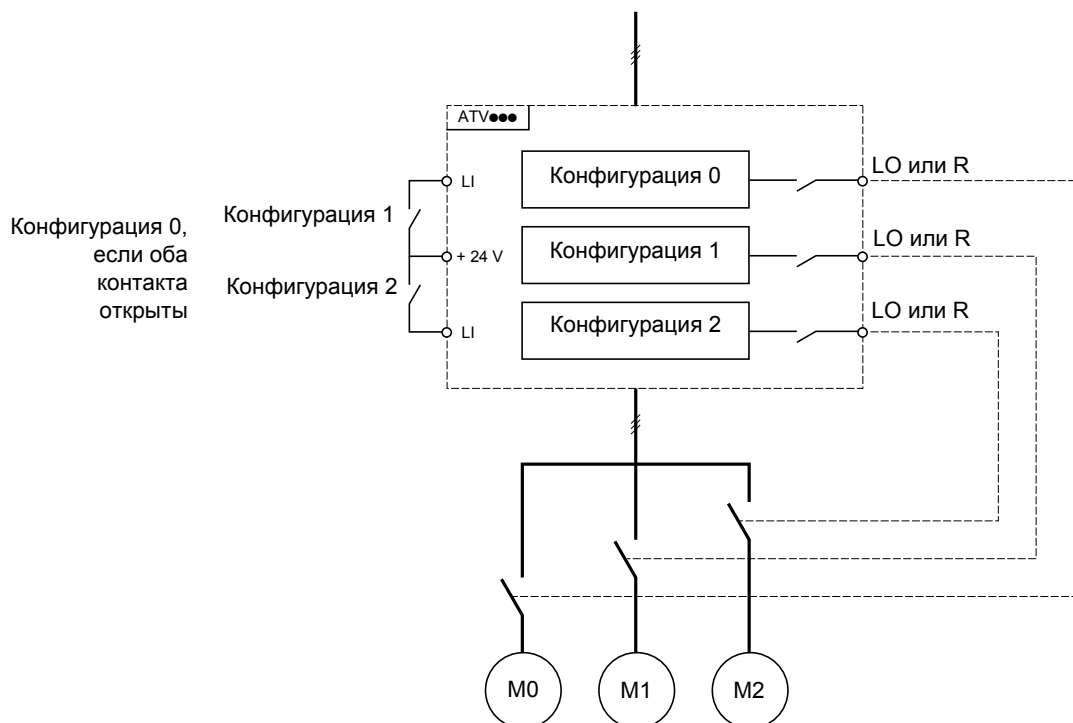 ATV●●●
Конфигурация 0
LO или R
LI
Конфигурация 1
Конфигурация 0,
если оба
контакта
открыты
+ 24 V
Конфигурация 1
LO или R
Конфигурация 2
LI
Конфигурация 2
LO или R
M0
M1
M2